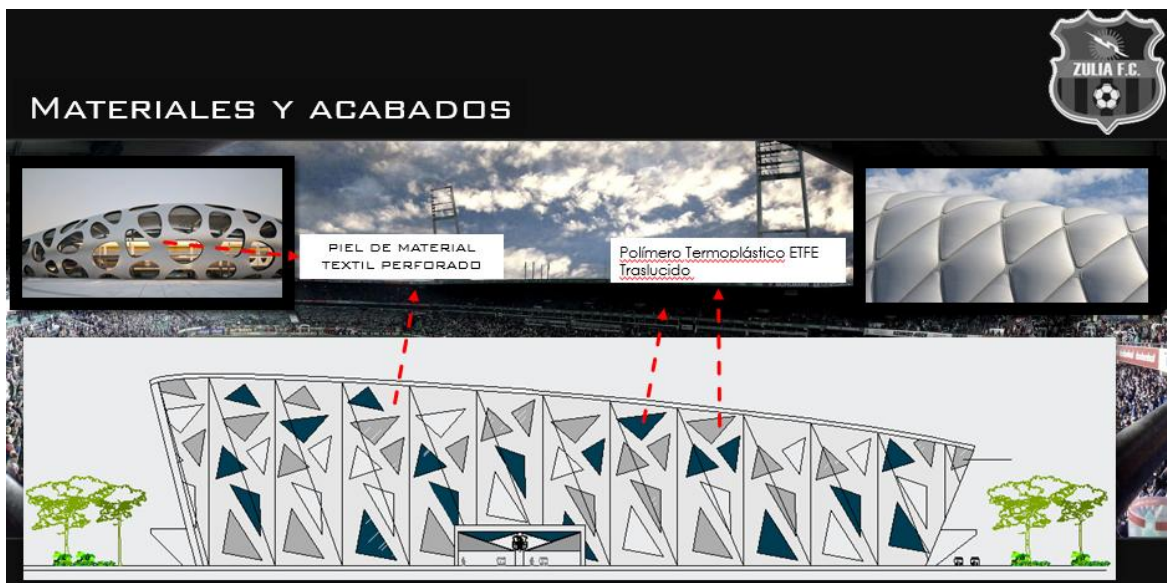 ZULIA F.C.
MATERIALES Y ACABADOS
PIEL DE MATERIAL
TEXTIL PERFORADO
Polímero Termoplástico ETFE
Traslucido